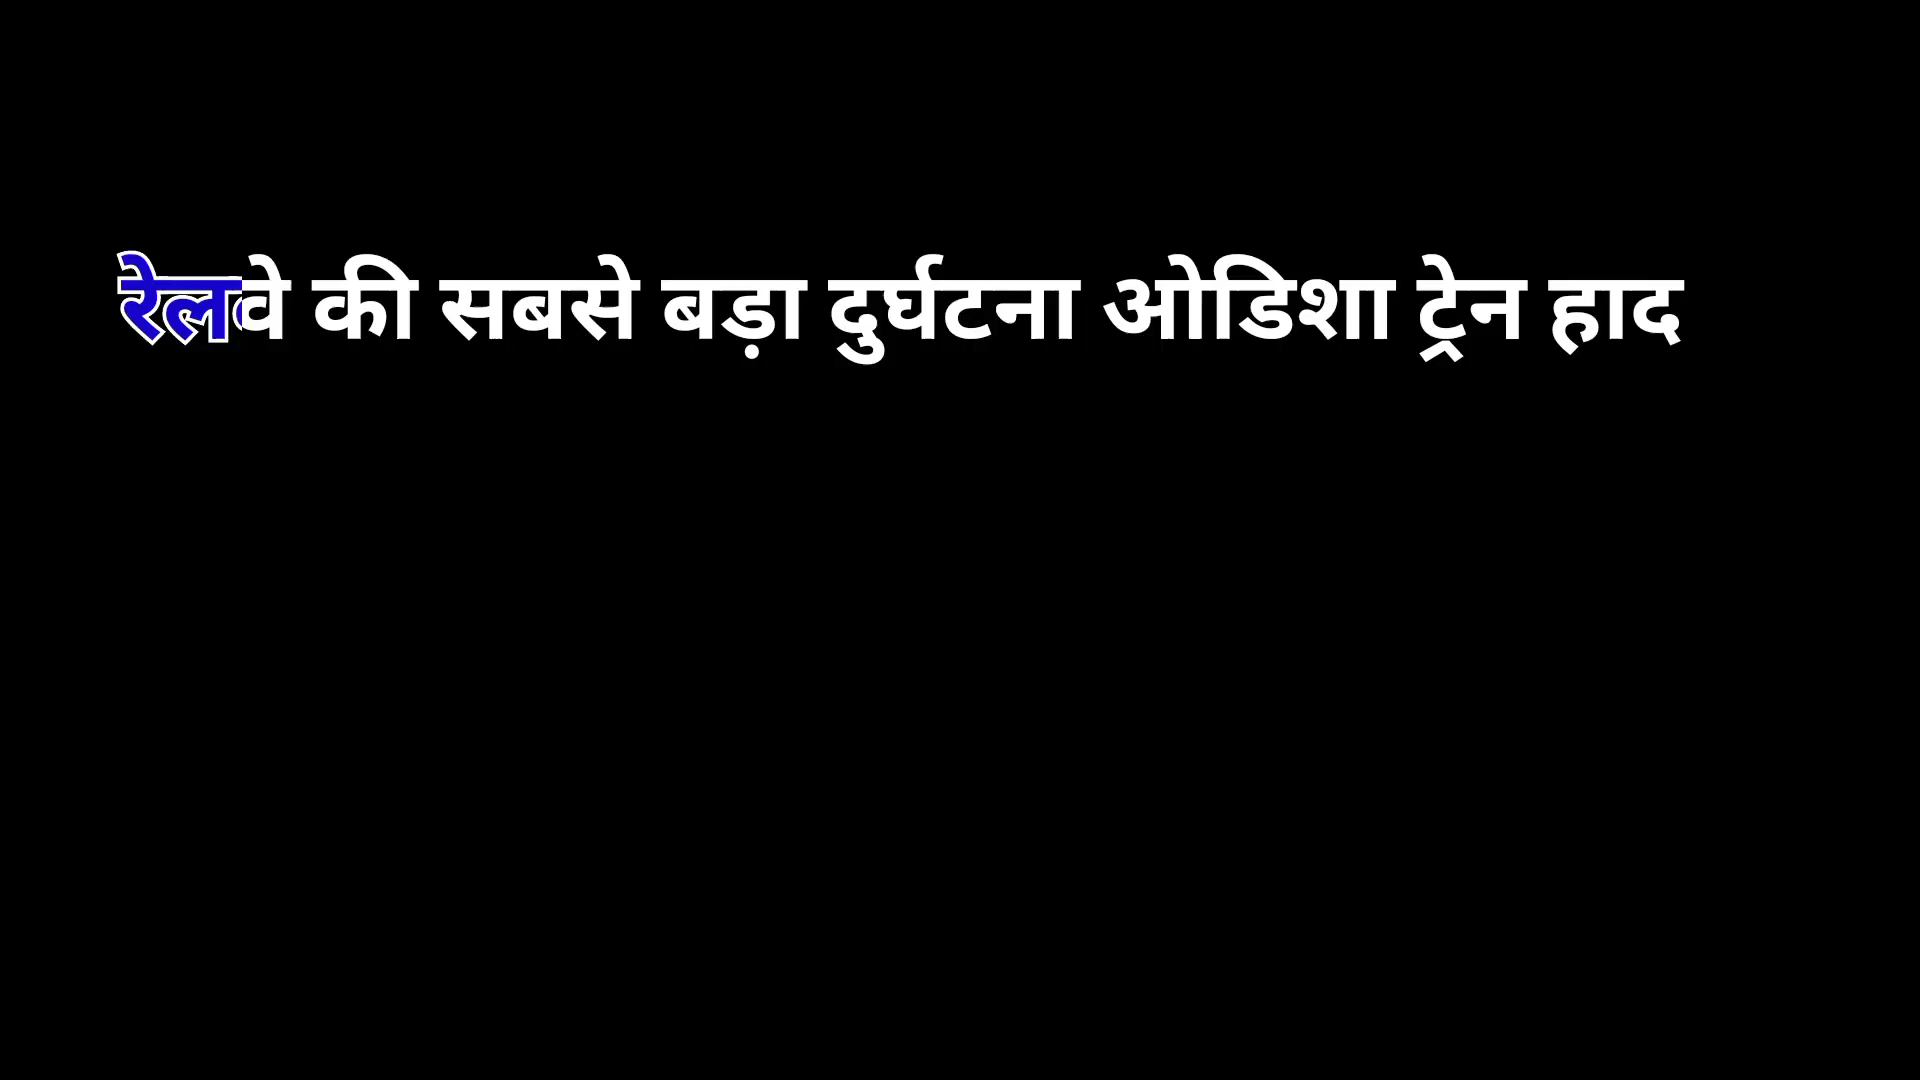 रेलवे की सबसे बड़ा दुर्घटना ओडिशा ट्रेन हाद